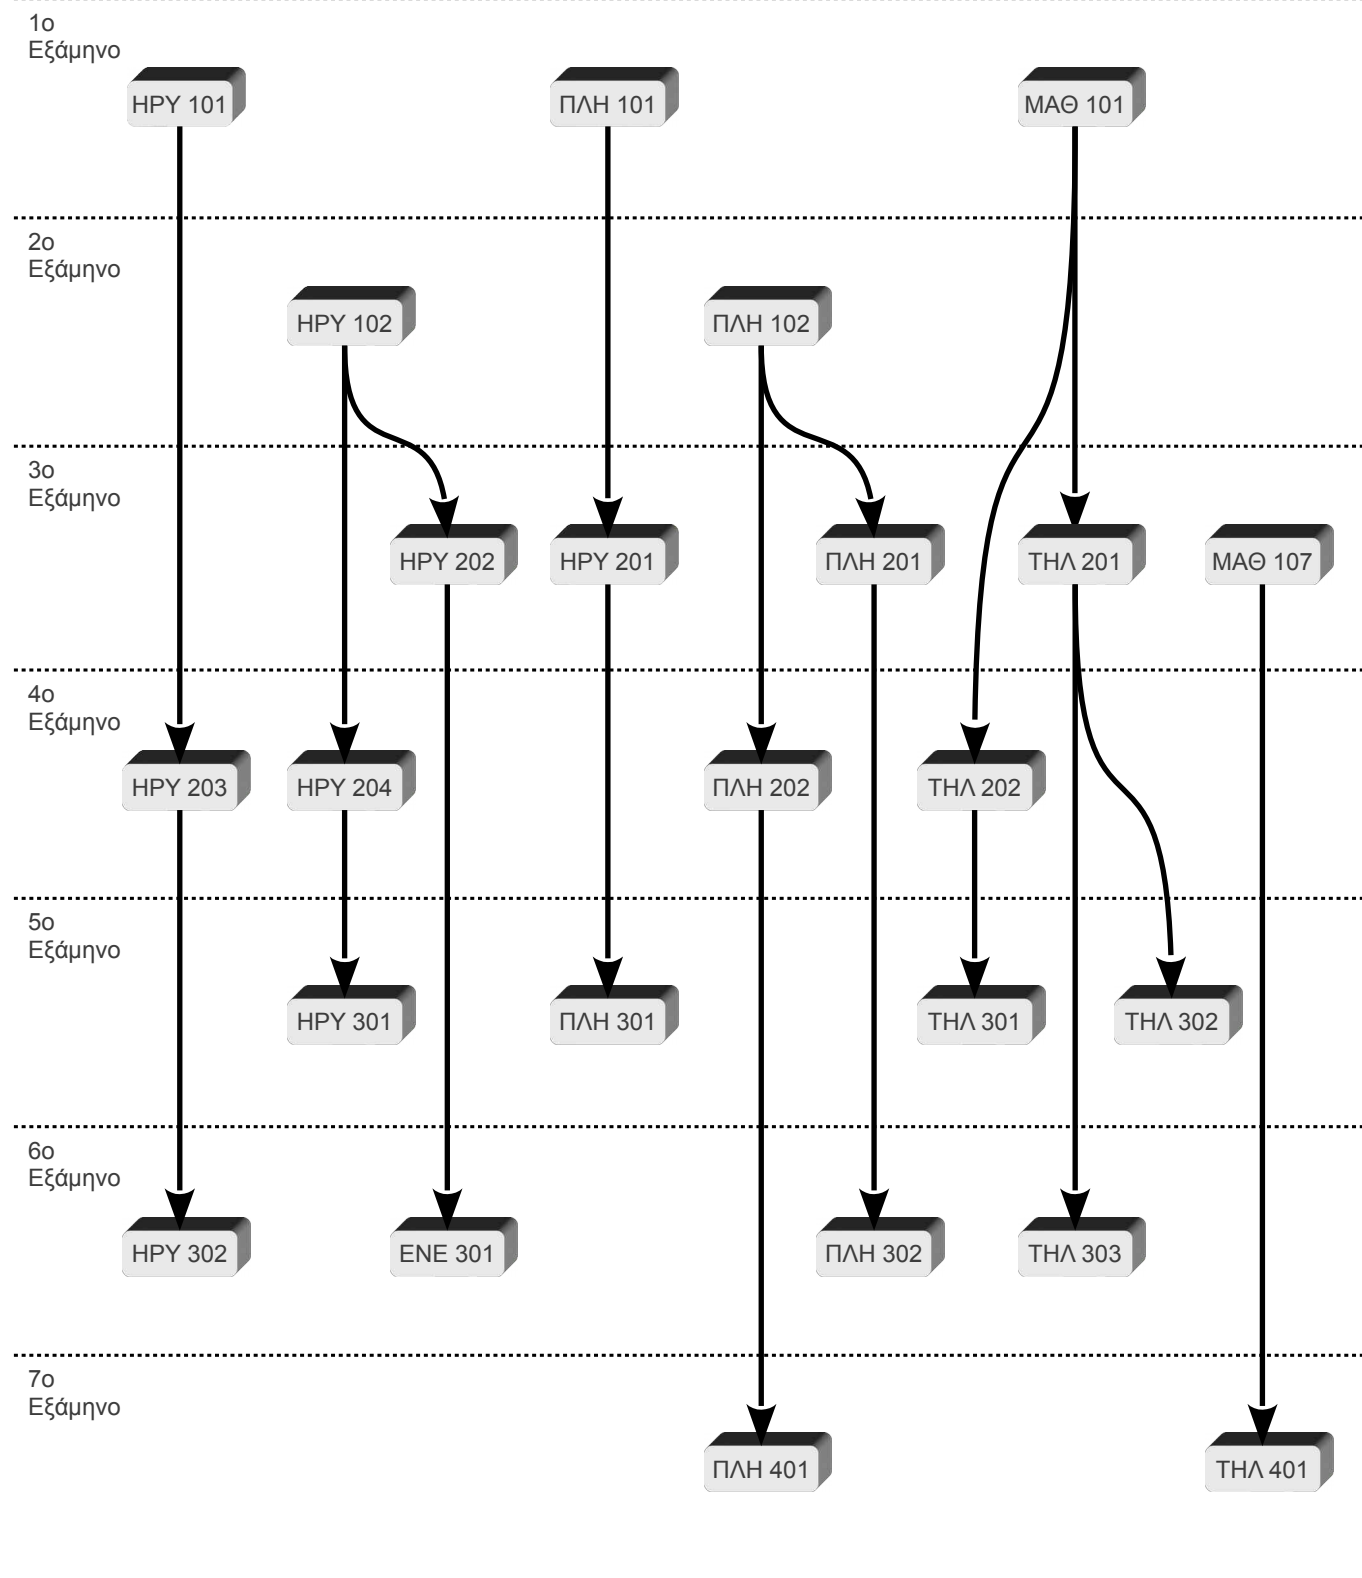 1ο
Εξάμηνο
ΗΡΥ 101
ΠΛΗ 101
ΜΑΘ 101
2ο
Εξάμηνο
ΗΡΥ 102
ΠΛΗ 102
3ο
Εξάμηνο
ΗΡΥ 202
ΗΡΥ 201
ΠΛΗ 201
ΤΗΛ 201
ΜΑΘ 107
4ο
Εξάμηνο
ΗΡΥ 203
ΗΡΥ 204
ΠΛΗ 202
ΤΗΛ 202
5ο
Εξάμηνο
ΗΡΥ 301
ΠΛΗ 301
ΤΗΛ 301
ΤΗΛ 302
6ο
Εξάμηνο
ΗΡΥ 302
ΕΝΕ 301
ΠΛΗ 302
ΤΗΛ 303
7ο
Εξάμηνο
ΠΛΗ 401
ΤΗΛ 401